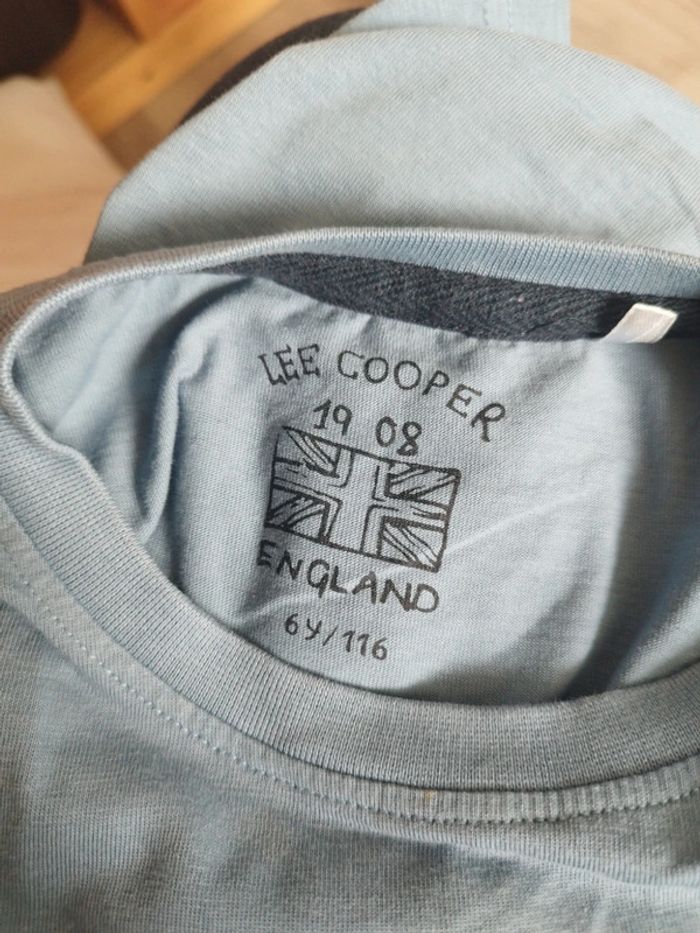 LEE COOPER
19 08
ENGLAND
6Y/116